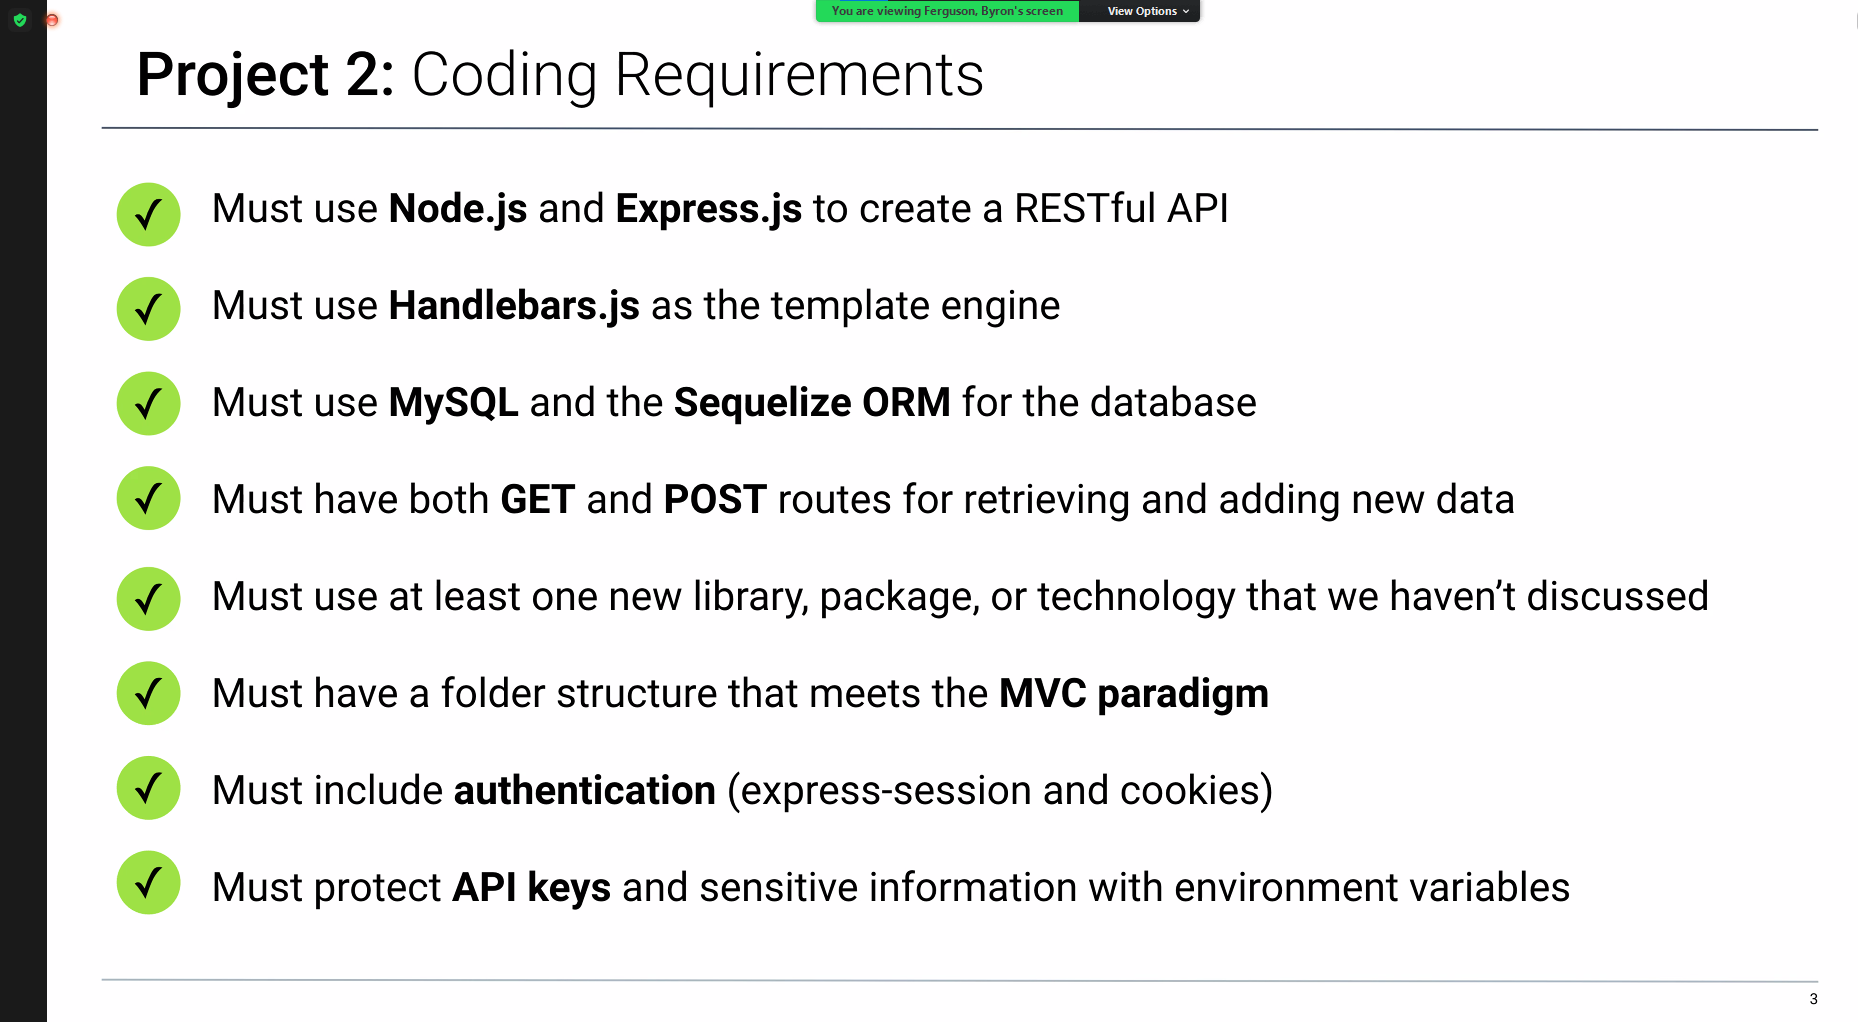 You are viewing Ferguson, Byron's screen
View Options
Project 2: Coding Requirements
Must use Node.js and Express.js to create a RESTful API
Must use Handlebars.js as the template engine
Must use MySQL and the Sequelize ORM for the database
Must have both GET and POST routes for retrieving and adding new data
Must use at least one new library, package, or technology that we haven’t discussed
Must have a folder structure that meets the MVC paradigm
Must include authentication (express-session and cookies)
Must protect API keys and sensitive information with environment variables
3